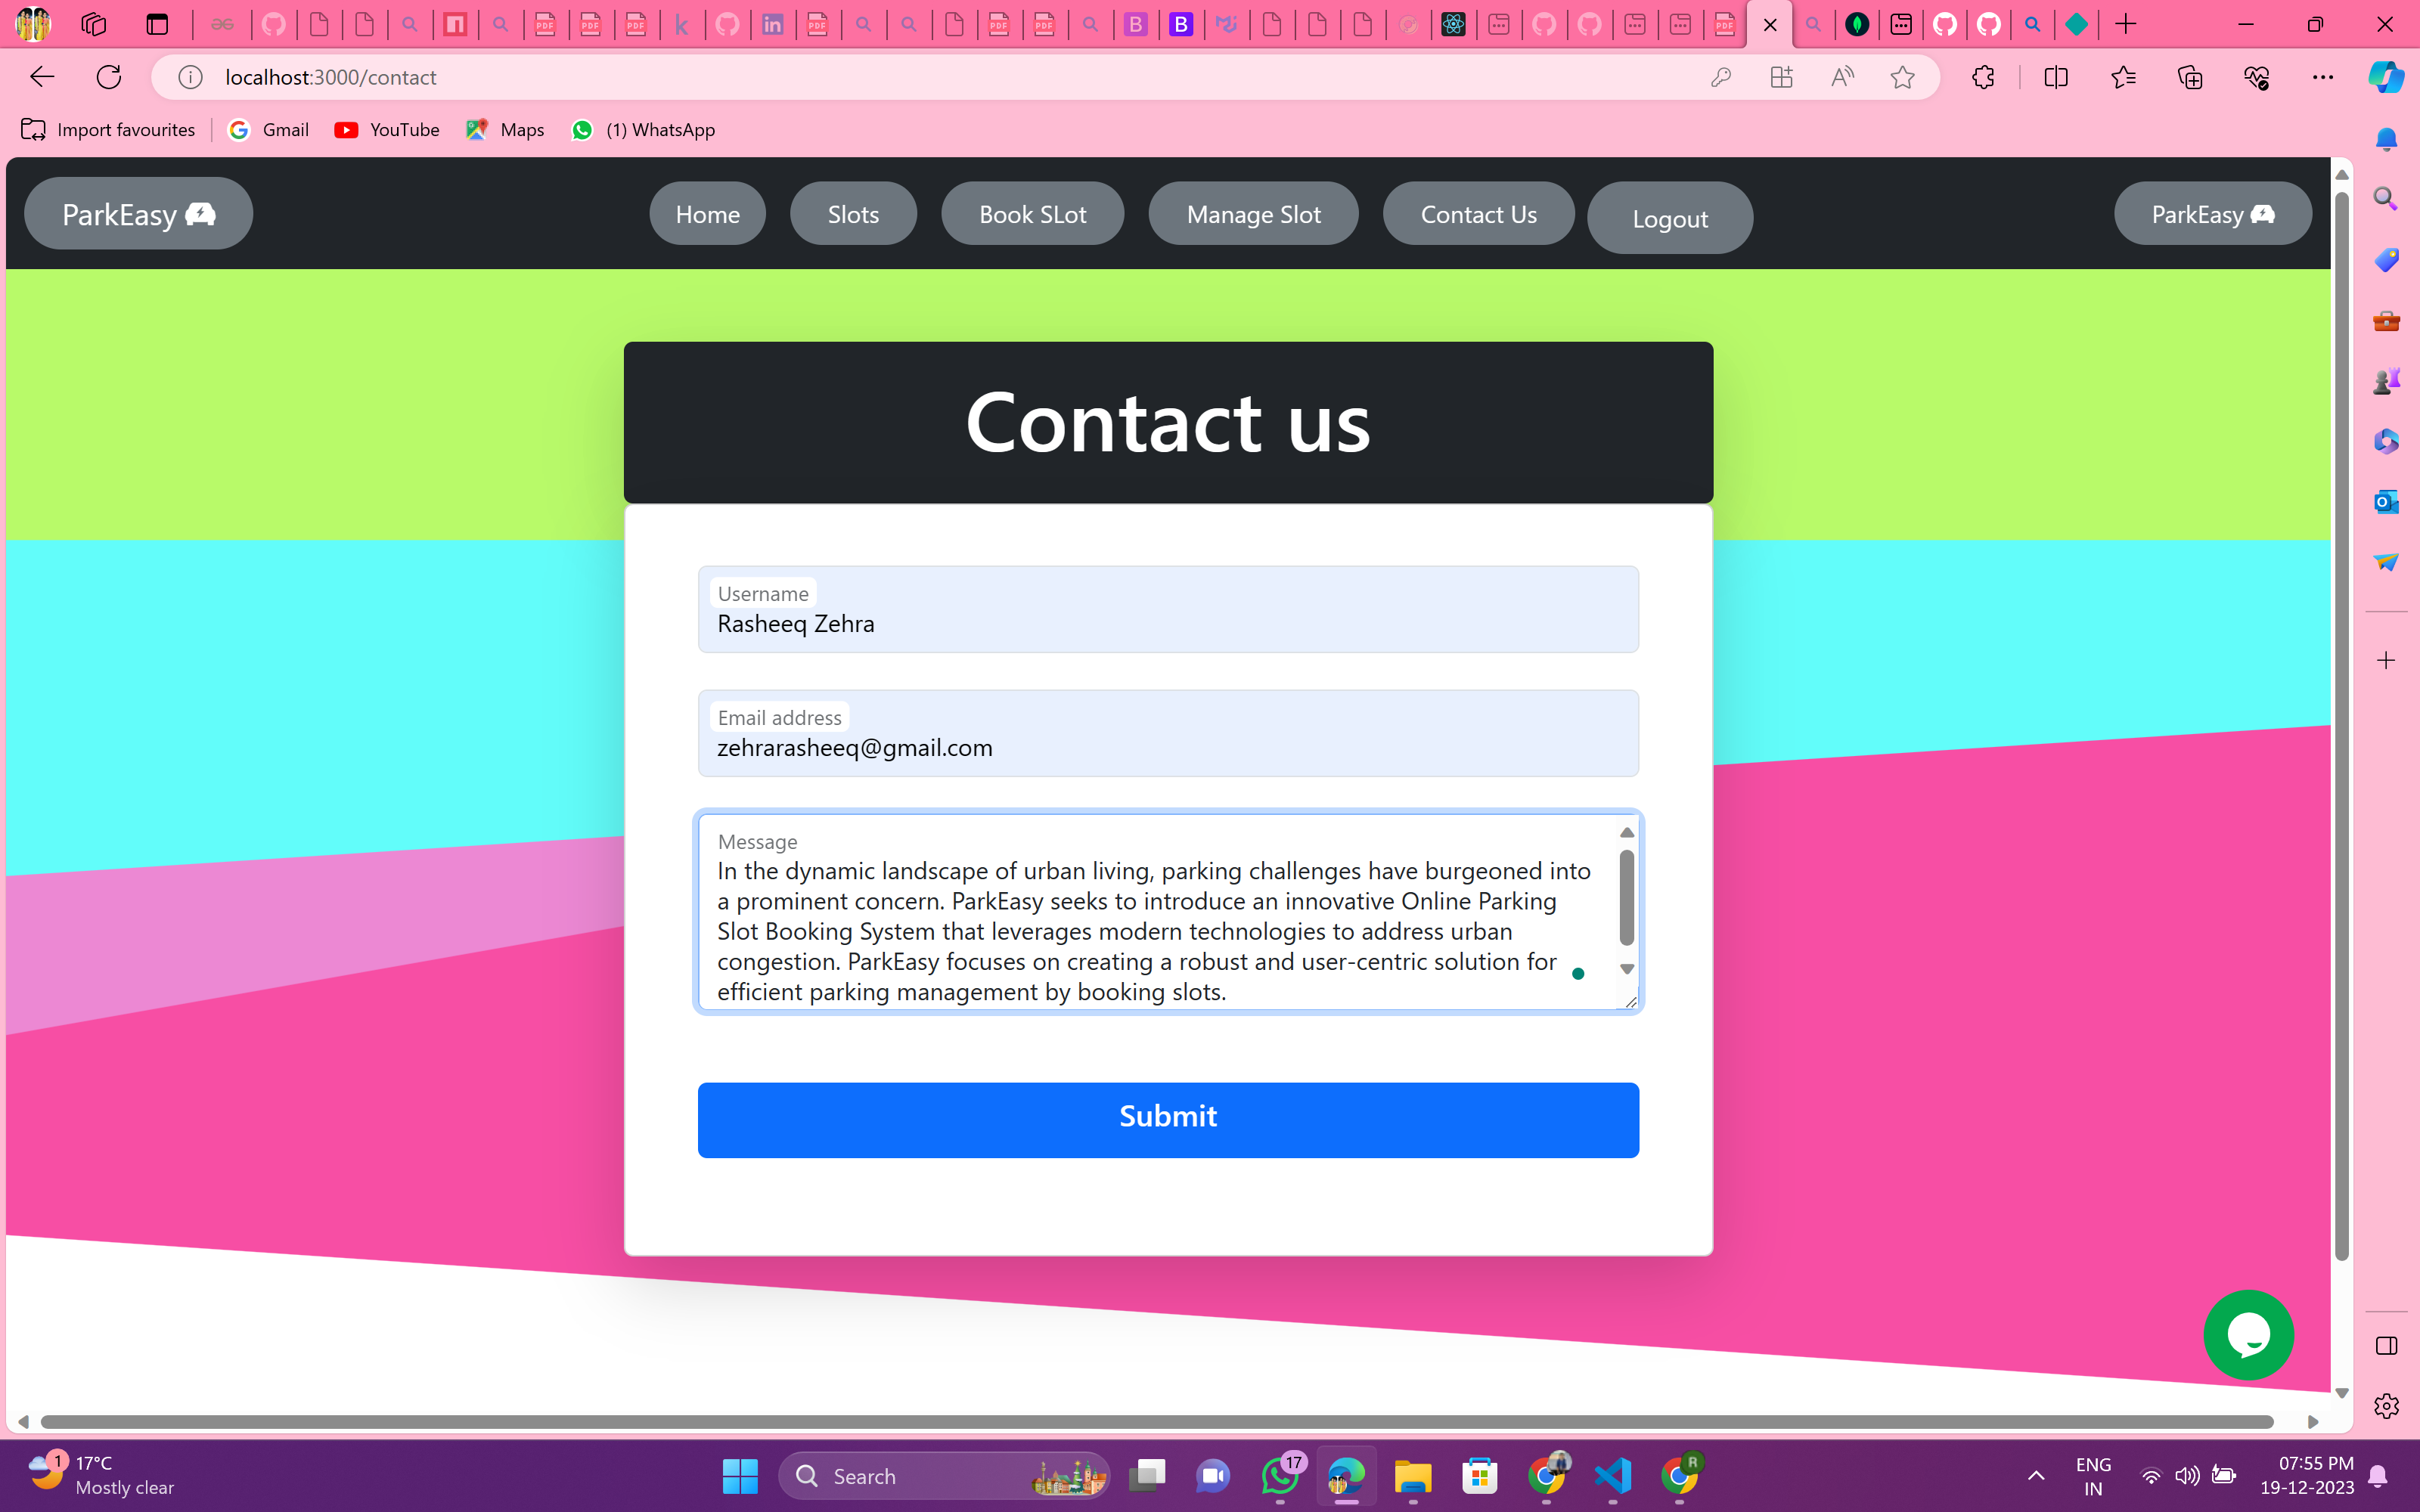 localhost:3000/contact
Import favourites
Gmail
YouTube
Maps
(1) WhatsApp
ParkEasy
Home
Slots
Book SLot
Manage Slot
Contact Us
Logout
ParkEasy
Contact us
Username
Rasheeq Zehra
Email address
zehrarasheeq@gmail.com
Message
In the dynamic landscape of urban living, parking challenges have burgeoned into
a prominent concern. ParkEasy seeks to introduce an innovative Online Parking
Slot Booking System that leverages modern technologies to address urban
congestion. ParkEasy focuses on creating a robust and user-centric solution for
efficient parking management by booking slots.
Submit
1
17°C
Mostly clear
Search
17
R
ENG
IN
07:55 PM
19-12-2023